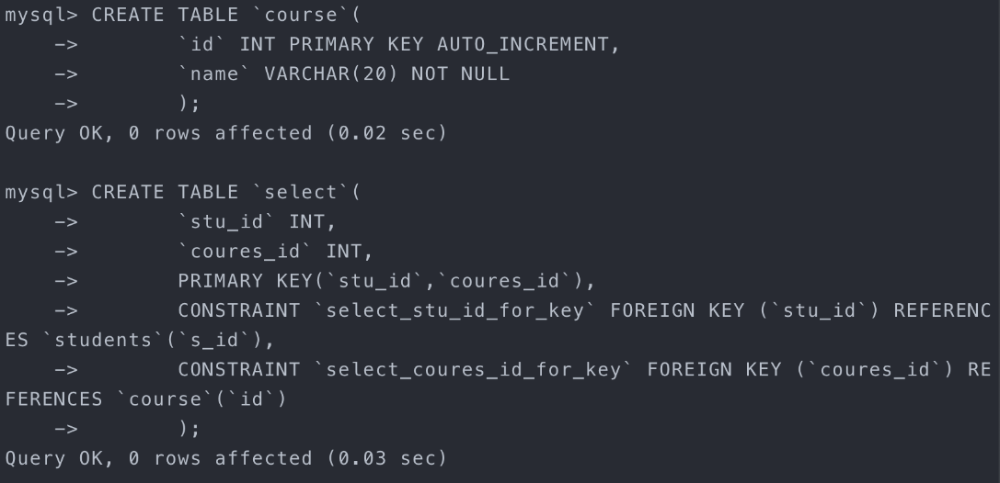 mysql> CREATE TABLE `course`(
    ->        `id` INT PRIMARY KEY AUTO_INCREMENT,
    ->        `name` VARCHAR(20) NOT NULL
    ->        );
Query OK, 0 rows affected (0.02 sec)

mysql> CREATE TABLE `select`(
    ->        `stu_id` INT,
    ->        `coures_id` INT,
    ->        PRIMARY KEY(`stu_id`,`coures_id`),
    ->        CONSTRAINT `select_stu_id_for_key` FOREIGN KEY (`stu_id`) REFERENC
ES `students`(`s_id`),
    ->        CONSTRAINT `select_coures_id_for_key` FOREIGN KEY (`coures_id`) RE
FERENCES `course`(`id`)
    ->        );
Query OK, 0 rows affected (0.03 sec)